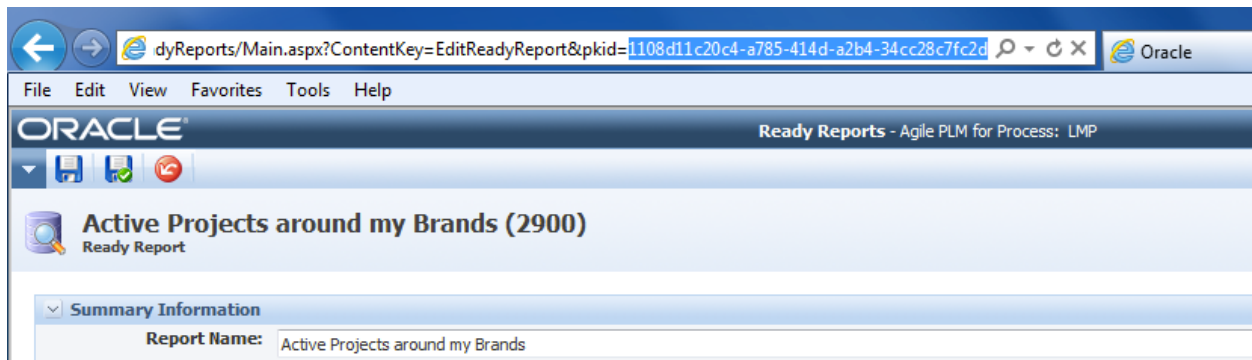 dyReports/Main.aspx?ContentKey=EditReadyReport&pkid=1108d11c20c4-a785-414d-a2b4-34cc28c7fc2d
Oracle
File Edit View Favorites Tools Help
ORACLE®
Ready Reports - Agile PLM for Process: LMP
Active Projects around my Brands (2900)
Ready Report
Summary Information
Report Name: Active Projects around my Brands